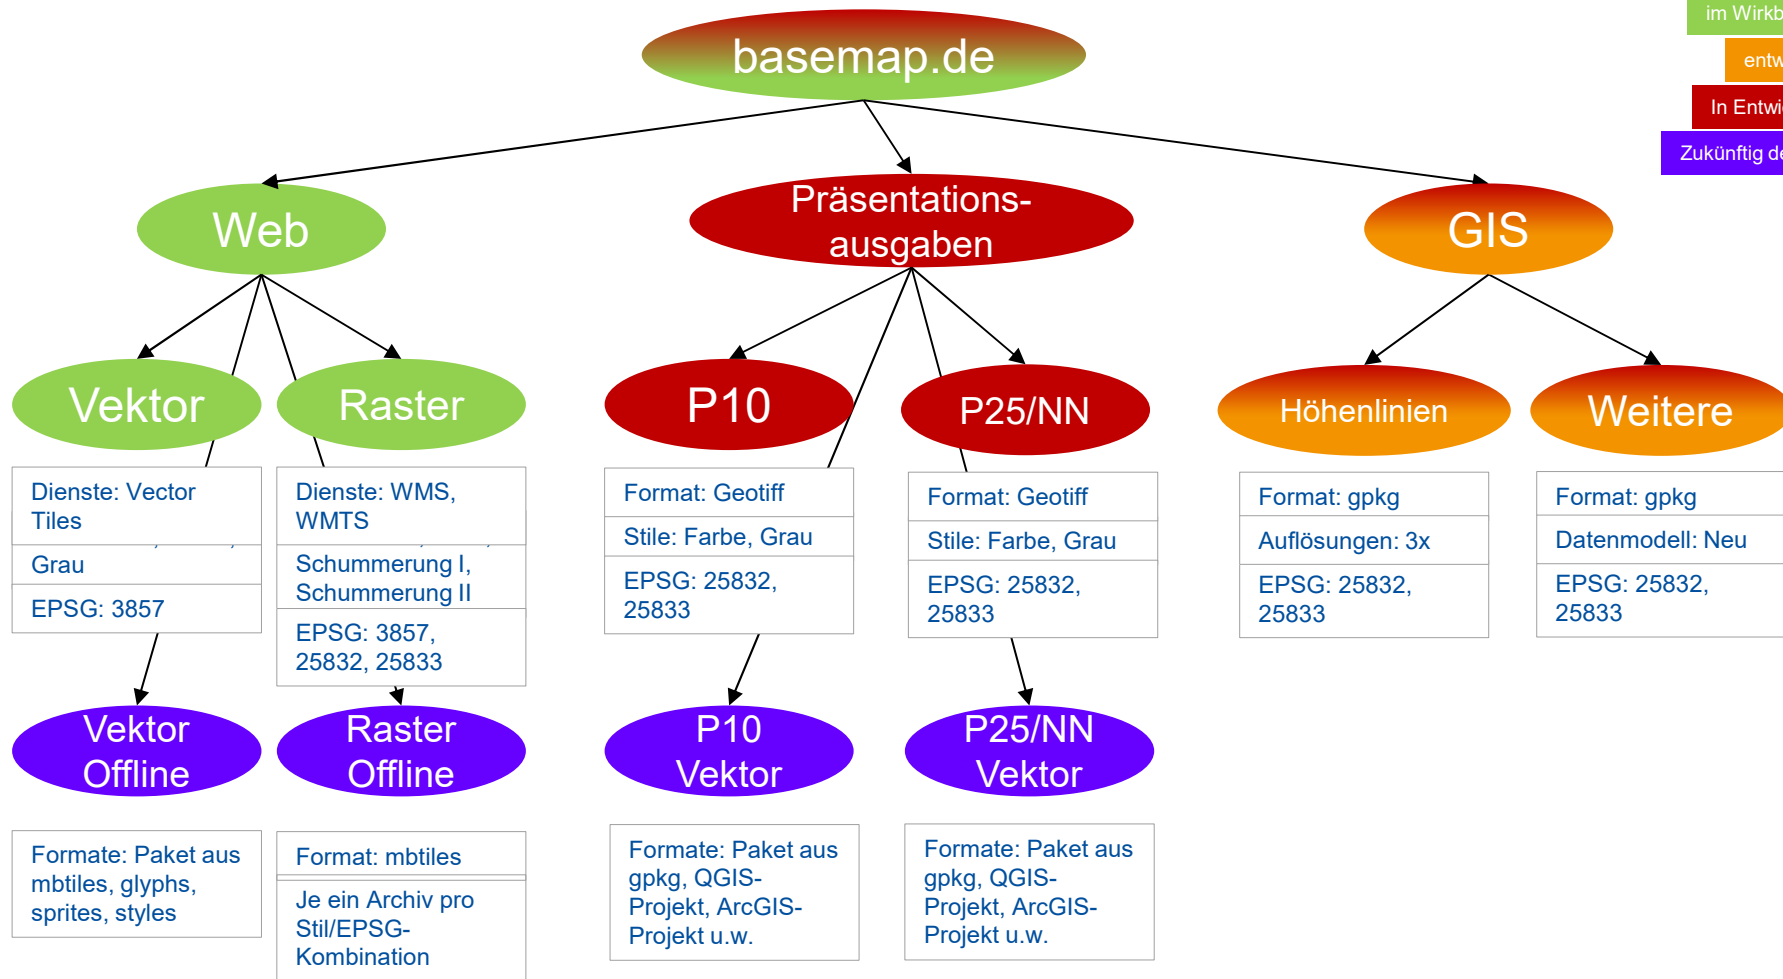 basemap.de
im
In
Zukünftig
Web
Präsentations-
ausgaben
GIS
Vektor
Raster
P10
P25/NN
Höhenlinien
Weitere
Dienste: Vector
Tiles
Grau
EPSG: 3857
Dienste: WMS,
WMTS
Schummerung I,
Schummerung II
EPSG: 3857,
25832, 25833
Format: Geotiff
Stile: Farbe, Grau
EPSG: 25832,
25833
Format: Geotiff
Stile: Farbe, Grau
EPSG: 25832,
25833
Format: gpkg
Auflösungen: 3x
EPSG: 25832,
25833
Format: gpkg
Datenmodell: Neu
EPSG: 25832,
25833
Vektor
Offline
Raster
Offline
P10
Vektor
P25/NN
Vektor
Formate: Paket aus
mbtiles, glyphs,
sprites, styles
Format: mbtiles
Je ein Archiv pro
Stil/EPSG-
Kombination
Formate: Paket aus
gpkg, QGIS-
Projekt, ArcGIS-
Projekt u.w.
Formate: Paket aus
gpkg, QGIS-
Projekt, ArcGIS-
Projekt u.w.